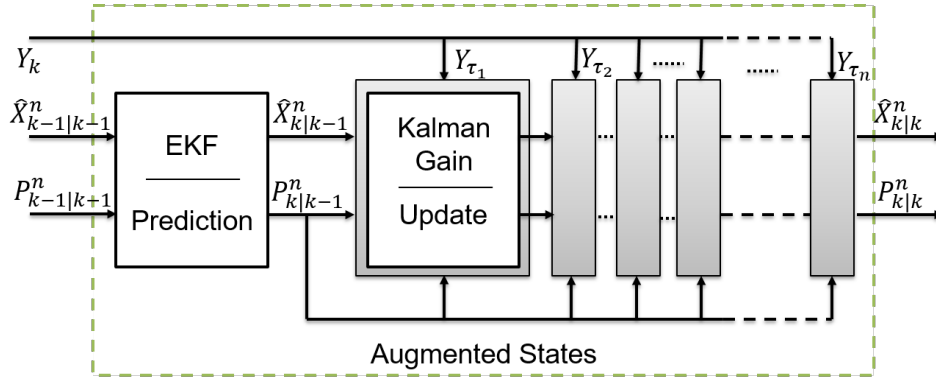 Y_k
Y_{τ_1}
Y_{τ_2}
Y_{τ_n}
X̂^n_{k-1|k-1}
EKF
Prediction
X̂^n_{k|k-1}
Kalman
Gain
Update
X̂^n_{k|k}
P^n_{k-1|k-1}
P^n_{k|k-1}
P^n_{k|k}
Augmented States